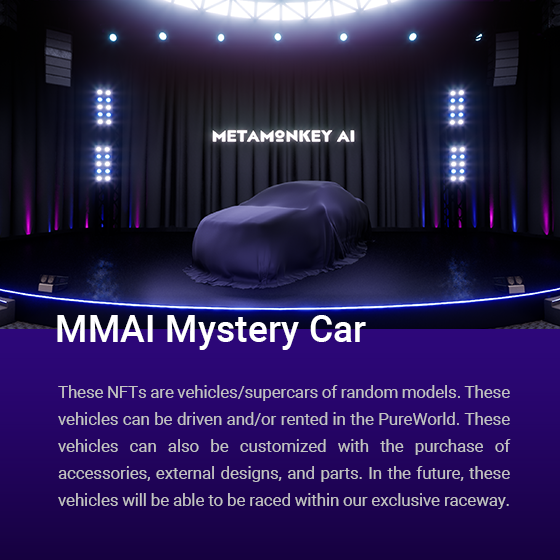 METAMONKEY AI
MMAI Mystery Car
These NFTs are vehicles/supercars of random models. These
vehicles can be driven and/or rented in the PureWorld. These
vehicles can also be customized with the purchase of
accessories, external designs, and parts. In the future, these
vehicles will be able to be raced within our exclusive raceway.